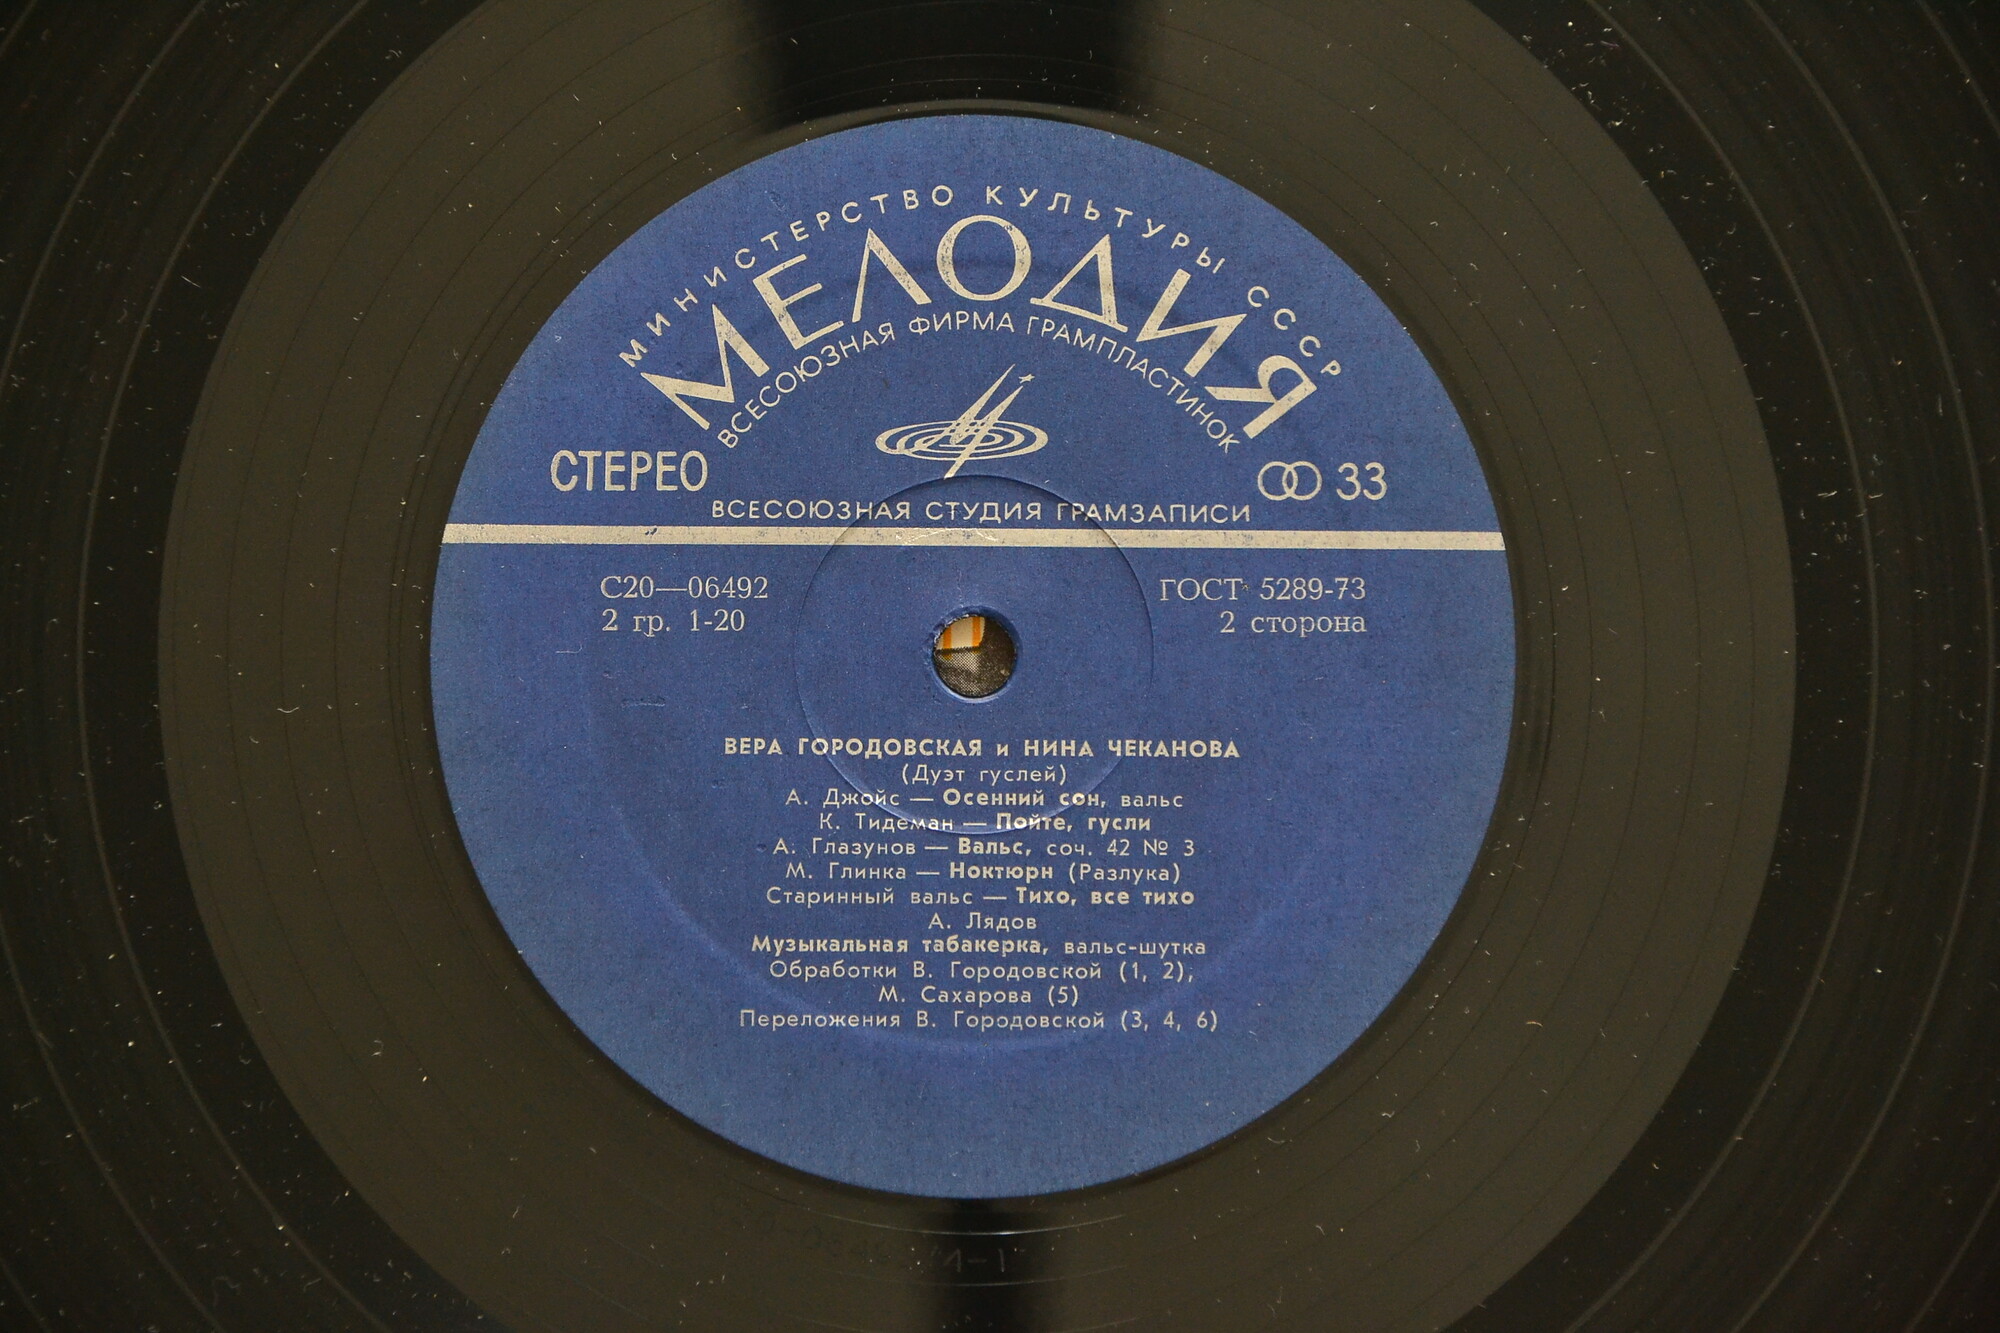 МИНИСТЕРСТВО КУЛЬТУРЫ СССР
МЕЛОДИЯ
ВСЕСОЮЗНАЯ ФИРМА ГРАМПЛАСТИНОК
СТЕРЕО
33
ВСЕСОЮЗНАЯ СТУДИЯ ГРАМЗАПИСИ
С20—06492
ГОСТ 5289-73
2 гр. 1-20
2 сторона
ВЕРА ГОРОДОВСКАЯ и НИНА ЧЕКАНОВА
(Дуэт гуслей)
А. Джойс — Осенний сон, вальс
К. Тидеман — Пойте, гусли
А. Глазунов — Вальс, соч. 42 № 3
М. Глинка — Ноктюрн (Разлука)
Старинный вальс — Тихо, все тихо
А. Лядов
Музыкальная табакерка, вальс-шутка
Обработки В. Городовской (1, 2);
М. Сахарова (5)
Переложения В. Городовской (3, 4, 6)